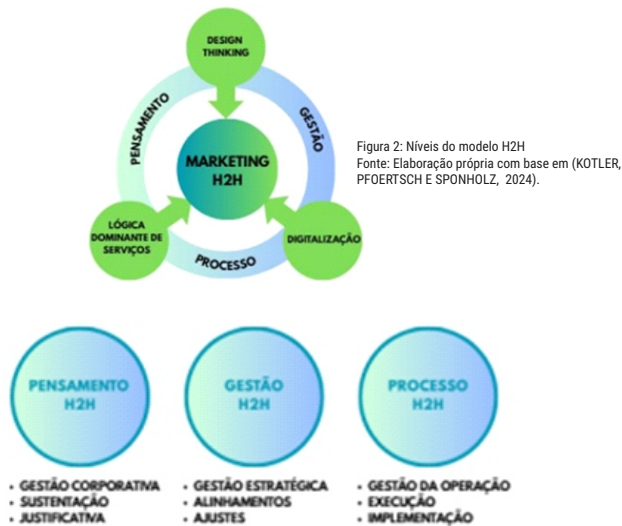 DESIGN
THINKING
PENSAMENTO
GESTÃO
MARKETING
H2H
LÓGICA
DOMINANTE DE
SERVIÇOS
DIGITALIZAÇÃO
PROCESSO
Figura 2: Níveis do modelo H2H
Fonte: Elaboração própria com base em (KOTLER,
PFOERTSCH E SPONHOLZ, 2024).
PENSAMENTO
H2H
• GESTÃO CORPORATIVA
• SUSTENTAÇÃO
• JUSTIFICATIVA
GESTÃO
H2H
• GESTÃO ESTRATÉGICA
• ALINHAMENTOS
• AJUSTES
PROCESSO
H2H
• GESTÃO DA OPERAÇÃO
• EXECUÇÃO
• IMPLEMENTAÇÃO